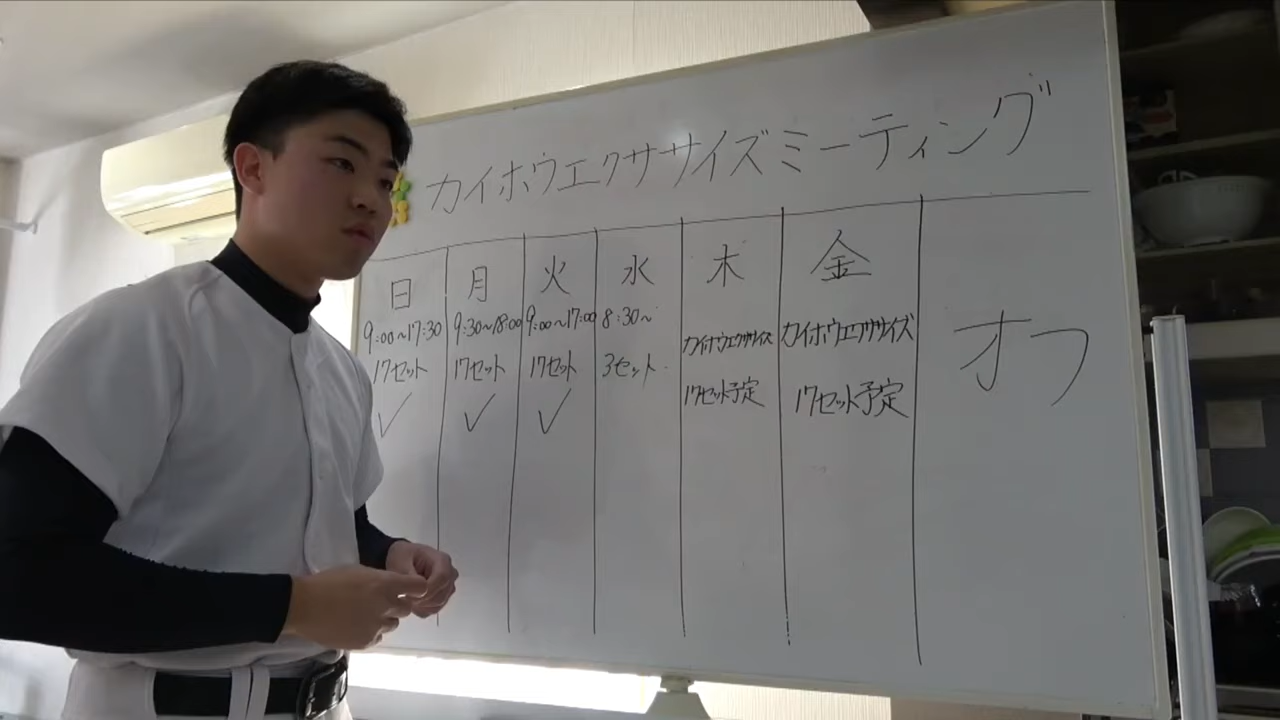 カイホウエクササイズミーティング
日
9:00〜17:30
17セット
✓
月
9:30〜18:00
17セット
✓
火
9:00〜17:00
17セット
✓
水
8:30〜
3セット
木
カイホウエクササイズ
17セット予定
金
カイホウエクササイズ
17セット予定
オフ